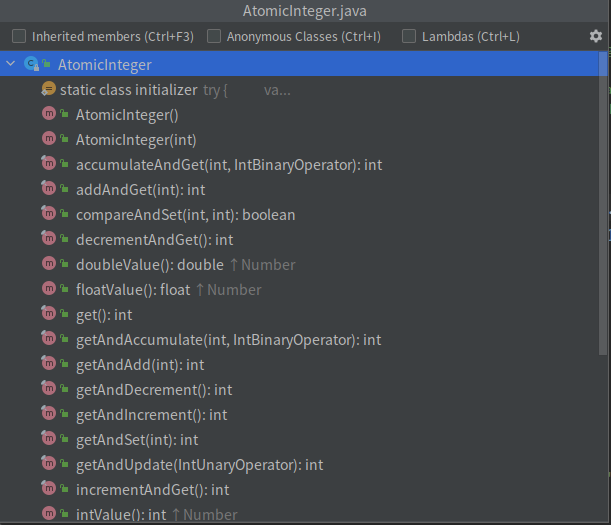 AtomicInteger.java
Inherited members (Ctrl+F3) Anonymous Classes (Ctrl+I) Lambdas (Ctrl+L)
AtomicInteger
static class initializer try { va...
AtomicInteger()
AtomicInteger(int)
accumulateAndGet(int, IntBinaryOperator): int
addAndGet(int): int
compareAndSet(int, int): boolean
decrementAndGet(): int
doubleValue(): double ↑Number
floatValue(): float ↑Number
get(): int
getAndAccumulate(int, IntBinaryOperator): int
getAndAdd(int): int
getAndDecrement(): int
getAndIncrement(): int
getAndSet(int): int
getAndUpdate(IntUnaryOperator): int
incrementAndGet(): int
intValue(): int ↑Number